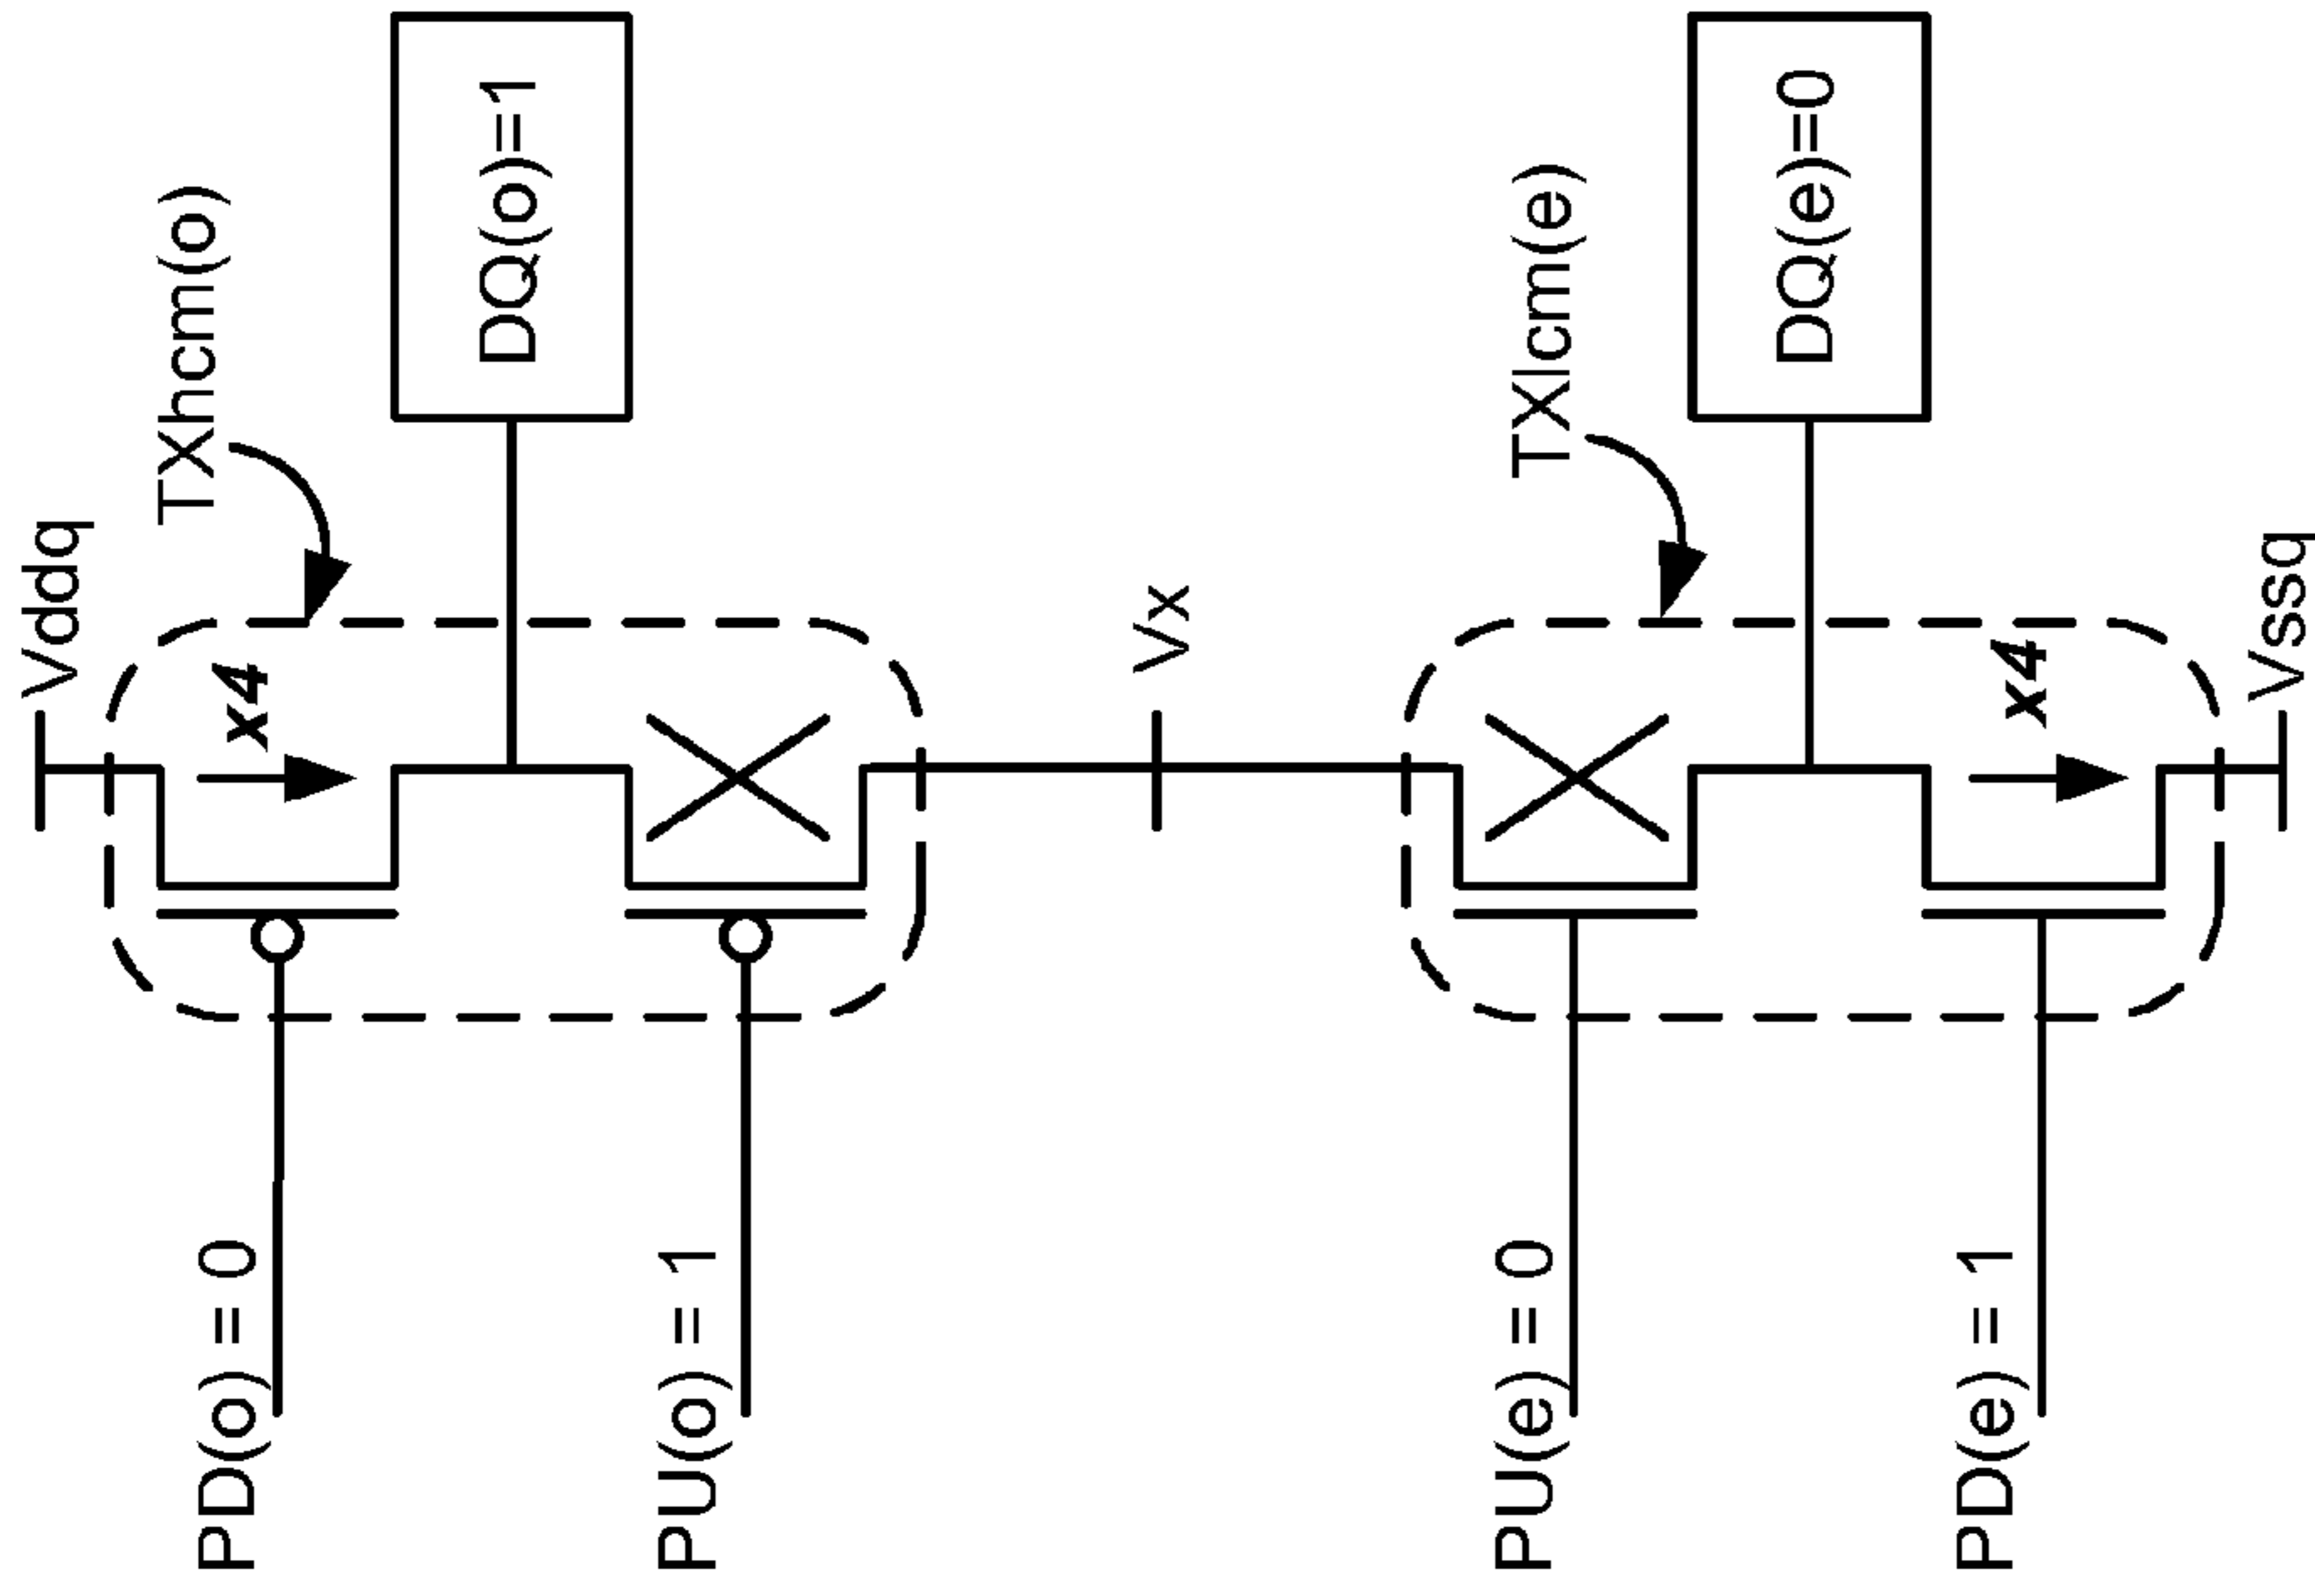 Vddq
TXhcm(o)
x4
DQ(o)=1
PD(o) = 0
PU(o) = 1
Vx
TXlcm(e)
DQ(e)=0
PU(e) = 0
x4
PD(e) = 1
Vssq